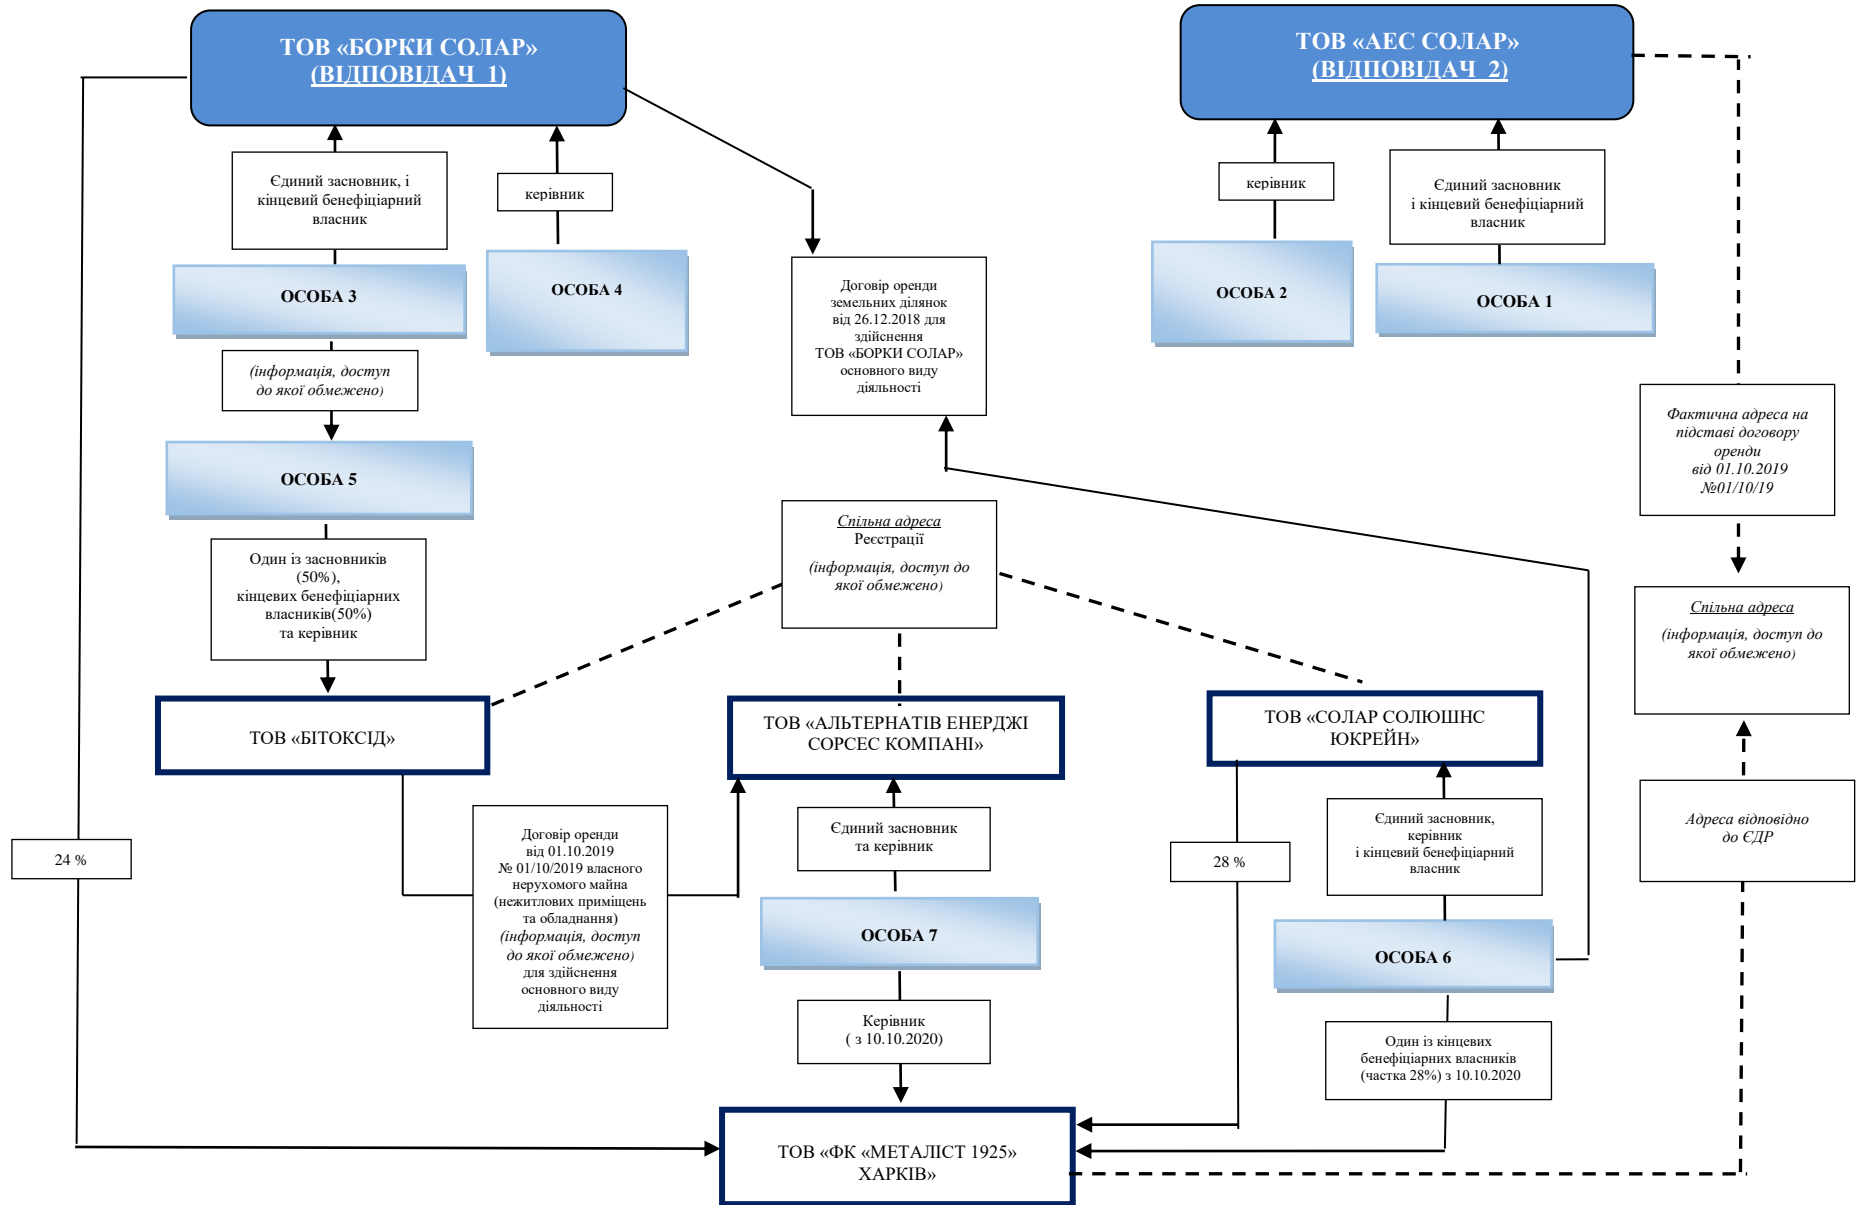 ТОВ «БОРКИ СОЛАР»
(ВІДПОВІДАЧ 1)
ТОВ «АЕС СОЛАР»
(ВІДПОВІДАЧ 2)
Єдиний засновник, і
кінцевий бенефіціарний
власник
керівник
керівник
Єдиний засновник
і кінцевий бенефіціарний
власник
ОСОБА 3
ОСОБА 4
ОСОБА 2
ОСОБА 1
Договір оренди
земельних ділянок
від 26.12.2018 для
здійснення
ТОВ «БОРКИ СОЛАР»
основного виду
діяльності
(інформація, доступ
до якої обмежено)
Фактична адреса на
підставі договору
оренди
від 01.10.2019
№01/10/19
ОСОБА 5
Спільна адреса
Реєстрації
(інформація, доступ до
якої обмежено)
Один із засновників
(50%),
кінцевих бенефіціарних
власників(50%)
та керівник
Спільна адреса
(інформація, доступ до
якої обмежено)
ТОВ «БІТОКСІД»
ТОВ «АЛЬТЕРНАТІВ ЕНЕРДЖІ
СОРСЕС КОМПАНІ»
ТОВ «СОЛАР СОЛЮШНС
ЮКРЕЙН»
24 %
Договір оренди
від 01.10.2019
№ 01/10/2019 власного
нерухомого майна
(нежитлових приміщень
та обладнання)
(інформація, доступ
до якої обмежено)
для здійснення
основного виду
діяльності
Єдиний засновник
та керівник
28 %
Єдиний засновник,
керівник
і кінцевий бенефіціарний
власник
Адреса відповідно
до ЄДР
ОСОБА 7
ОСОБА 6
Керівник
( з 10.10.2020)
Один із кінцевих
бенефіціарних власників
(частка 28%) з 10.10.2020
ТОВ «ФК «МЕТАЛІСТ 1925»
ХАРКІВ»